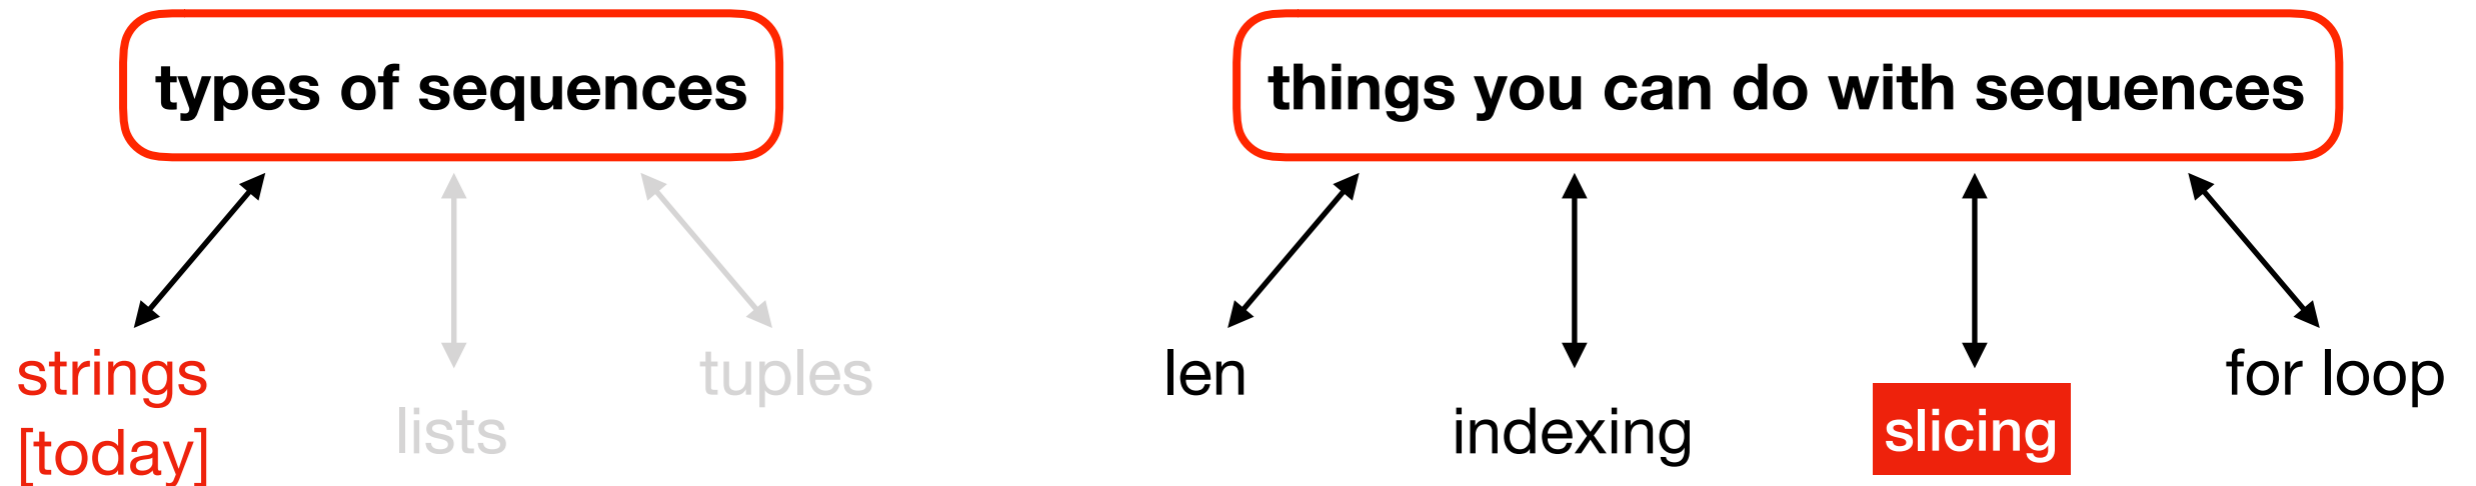 types of sequences
things you can do with sequences
strings
[today]
lists
tuples
len
indexing
slicing
for loop